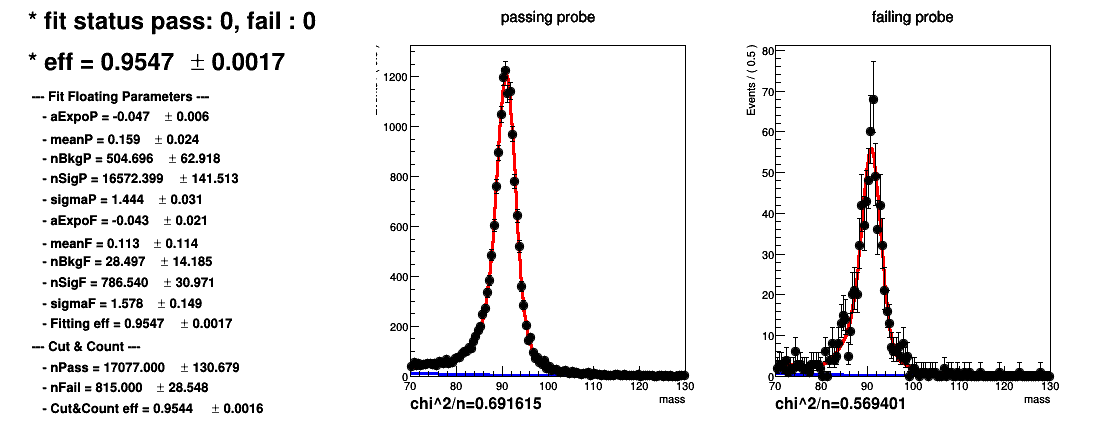 * fit status pass: 0, fail : 0
* eff = 0.9547 ± 0.0017
--- Fit Floating Parameters ---
- aExpoP = -0.047 ± 0.006
- meanP = 0.159 ± 0.024
- nBkgP = 504.696 ± 62.918
- nSigP = 16572.399 ± 141.513
- sigmaP = 1.444 ± 0.031
- aExpoF = -0.043 ± 0.021
- meanF = 0.113 ± 0.114
- nBkgF = 28.497 ± 14.185
- nSigF = 786.540 ± 30.971
- sigmaF = 1.578 ± 0.149
- Fitting eff = 0.9547 ± 0.0017
--- Cut & Count ---
- nPass = 17077.000 ± 130.679
- nFail = 815.000 ± 28.548
- Cut&Count eff = 0.9544 ± 0.0016
passing probe
1200
1000
800
600
400
200
0
70 80 90 100 110 120 130
mass
chi^2/n=0.691615
failing probe
Events / ( 0.5 )
80
70
60
50
40
30
20
10
0
70 80 90 100 110 120 130
mass
chi^2/n=0.569401